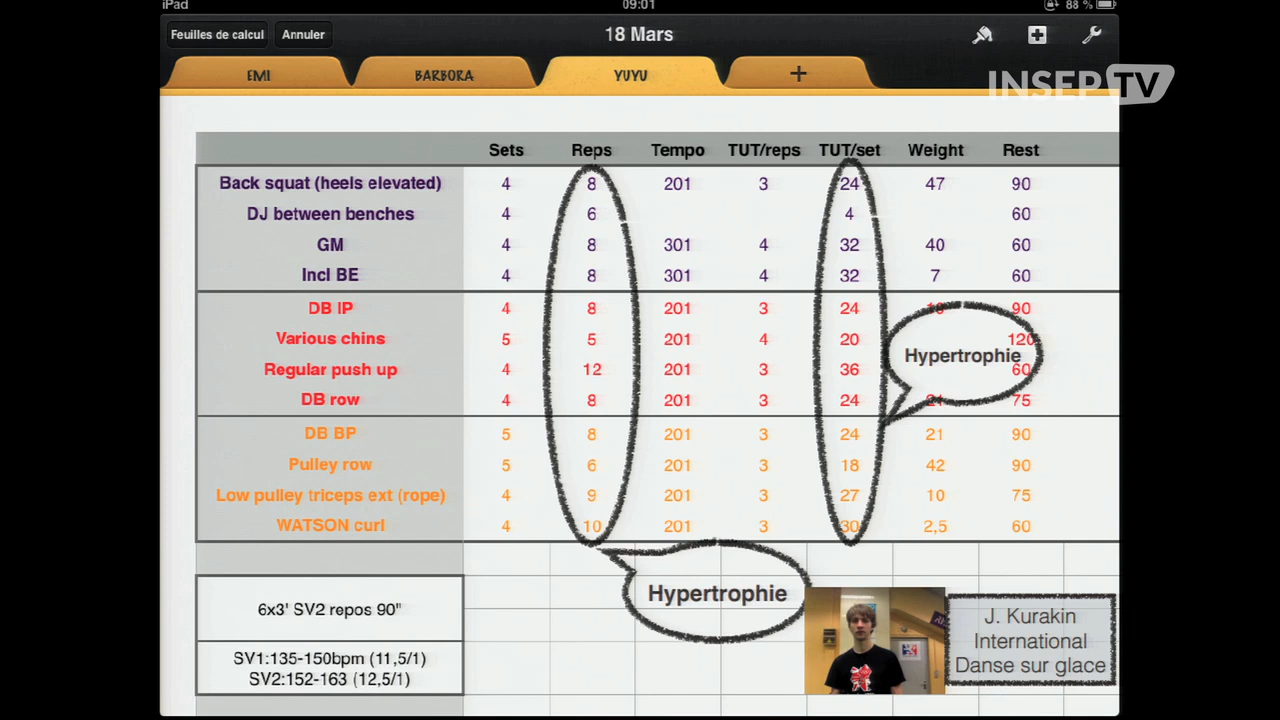 iPad 09:01 88 %
Feuilles de calcul Annuler 18 Mars
EMI BARBORA YUYU +
INSEP TV
Sets Reps Tempo TUT/reps TUT/set Weight Rest
Back squat (heels elevated) 4 8 201 3 24 47 90
DJ between benches 4 6 4 60
GM 4 8 301 4 32 40 60
Incl BE 4 8 301 4 32 7 60
DB IP 4 8 201 3 24 90
Various chins 5 5 201 4 20 120
Regular push up 4 12 201 3 36 60
DB row 4 8 201 3 24 75
Hypertrophie
DB BP 5 8 201 3 24 21 90
Pulley row 5 6 201 3 18 42 90
Low pulley triceps ext (rope) 4 9 201 3 27 10 75
WATSON curl 4 10 201 3 30 2,5 60
Hypertrophie
6x3' SV2 repos 90"
SV1:135-150bpm (11,5/1)
SV2:152-163 (12,5/1)
J. Kurakin
International
Danse sur glace